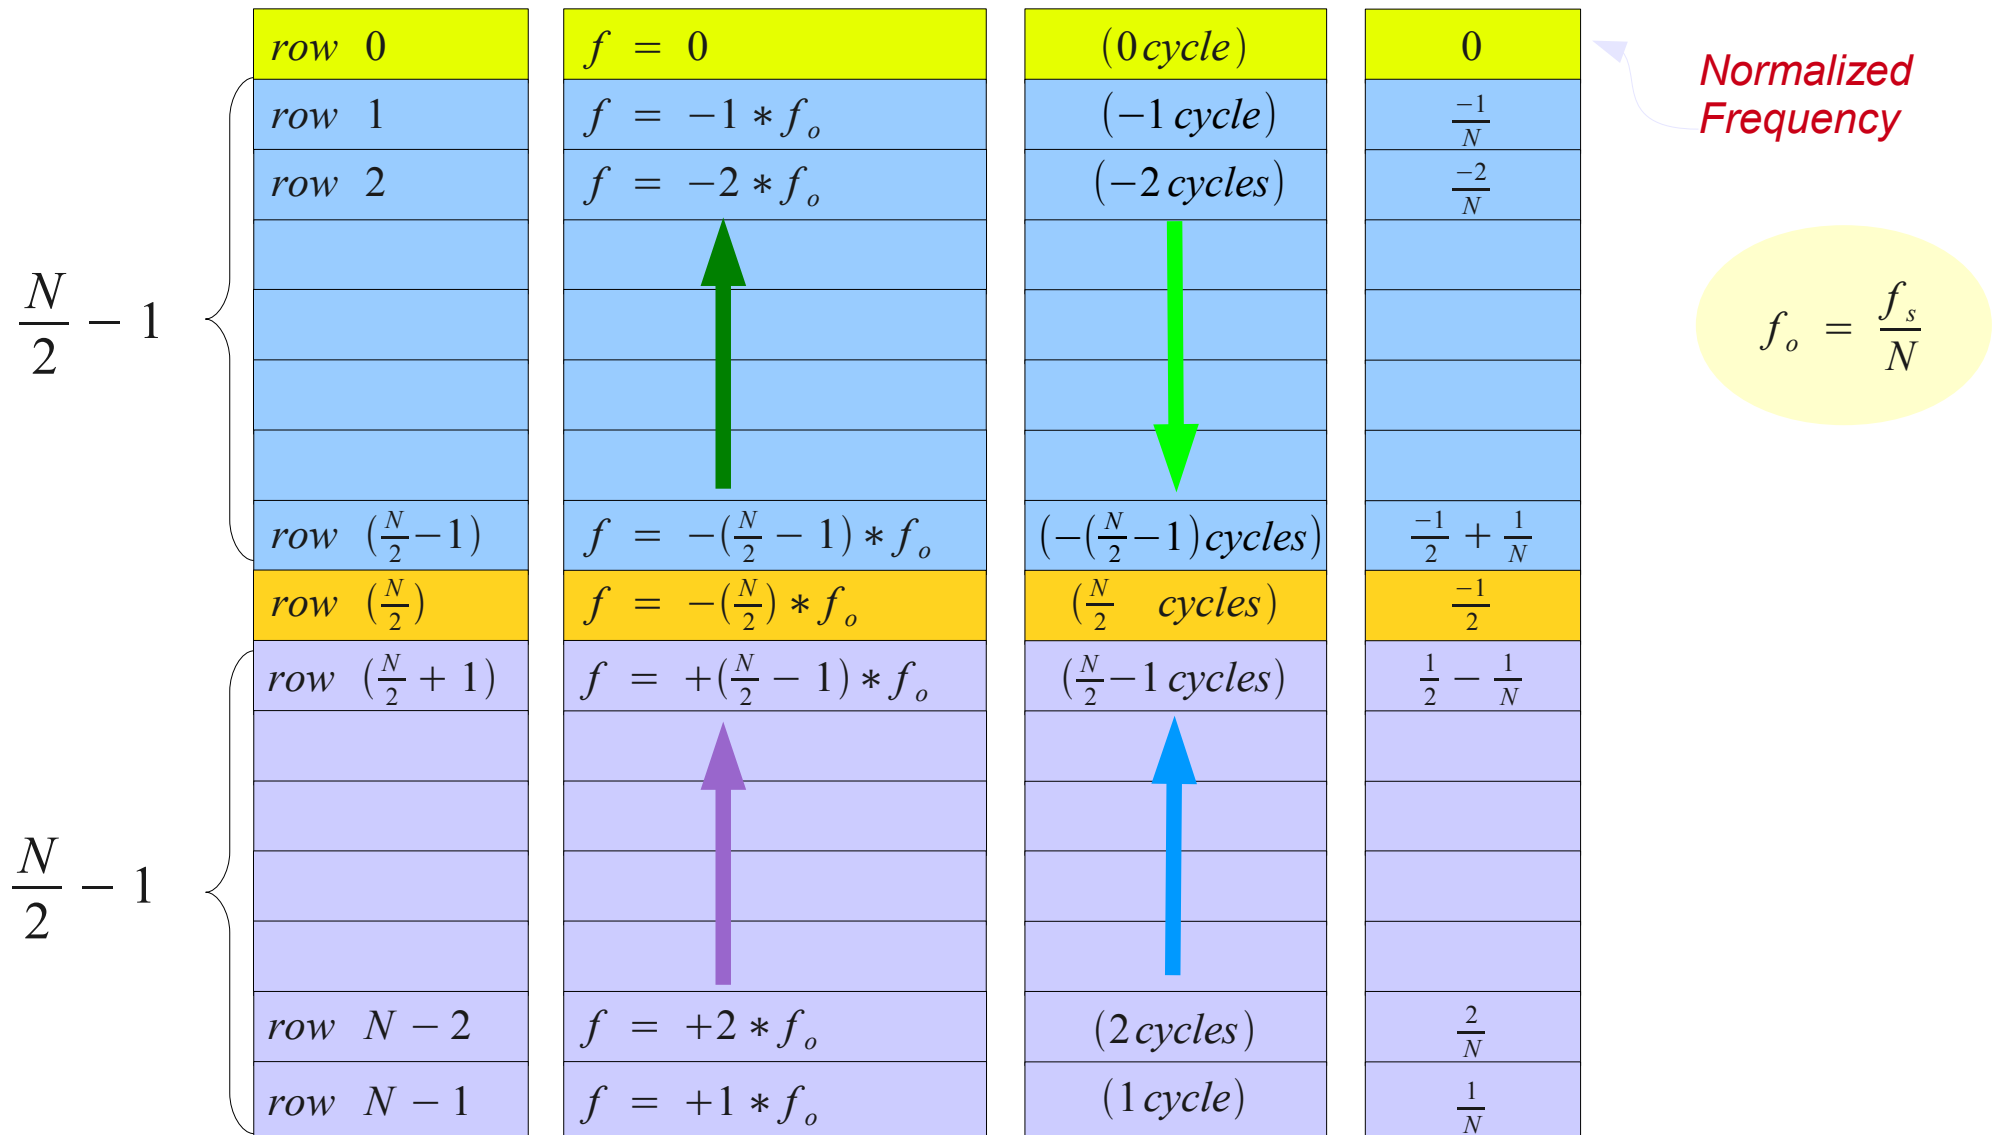 row 0 f = 0 (0 cycle) 0
Normalized
Frequency
row 1 f = −1 ∗ f_o (−1 cycle) −1/N
row 2 f = −2 ∗ f_o (−2 cycles) −2/N
N/2 − 1
f_o = f_s/N
row (N/2−1) f = −(N/2 − 1) ∗ f_o (−(N/2−1) cycles) −1/2 + 1/N
row (N/2) f = −(N/2) ∗ f_o (N/2 cycles) −1/2
row (N/2 + 1) f = +(N/2 − 1) ∗ f_o (N/2−1 cycles) 1/2 − 1/N
N/2 − 1
row N − 2 f = +2 ∗ f_o (2 cycles) 2/N
row N − 1 f = +1 ∗ f_o (1 cycle) 1/N